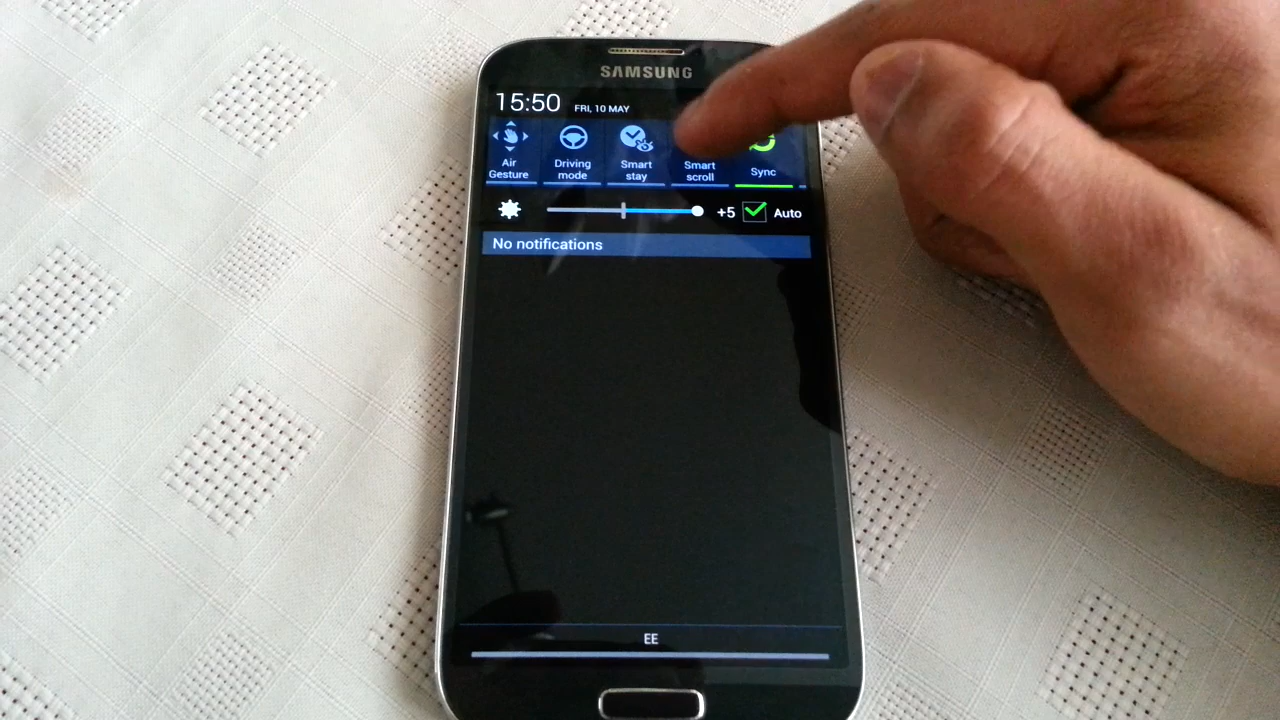 SAMSUNG
15:50 FRI, 10 MAY
Air Gesture
Driving mode
Smart stay
Smart scroll
Sync
+5 Auto
No notifications
EE